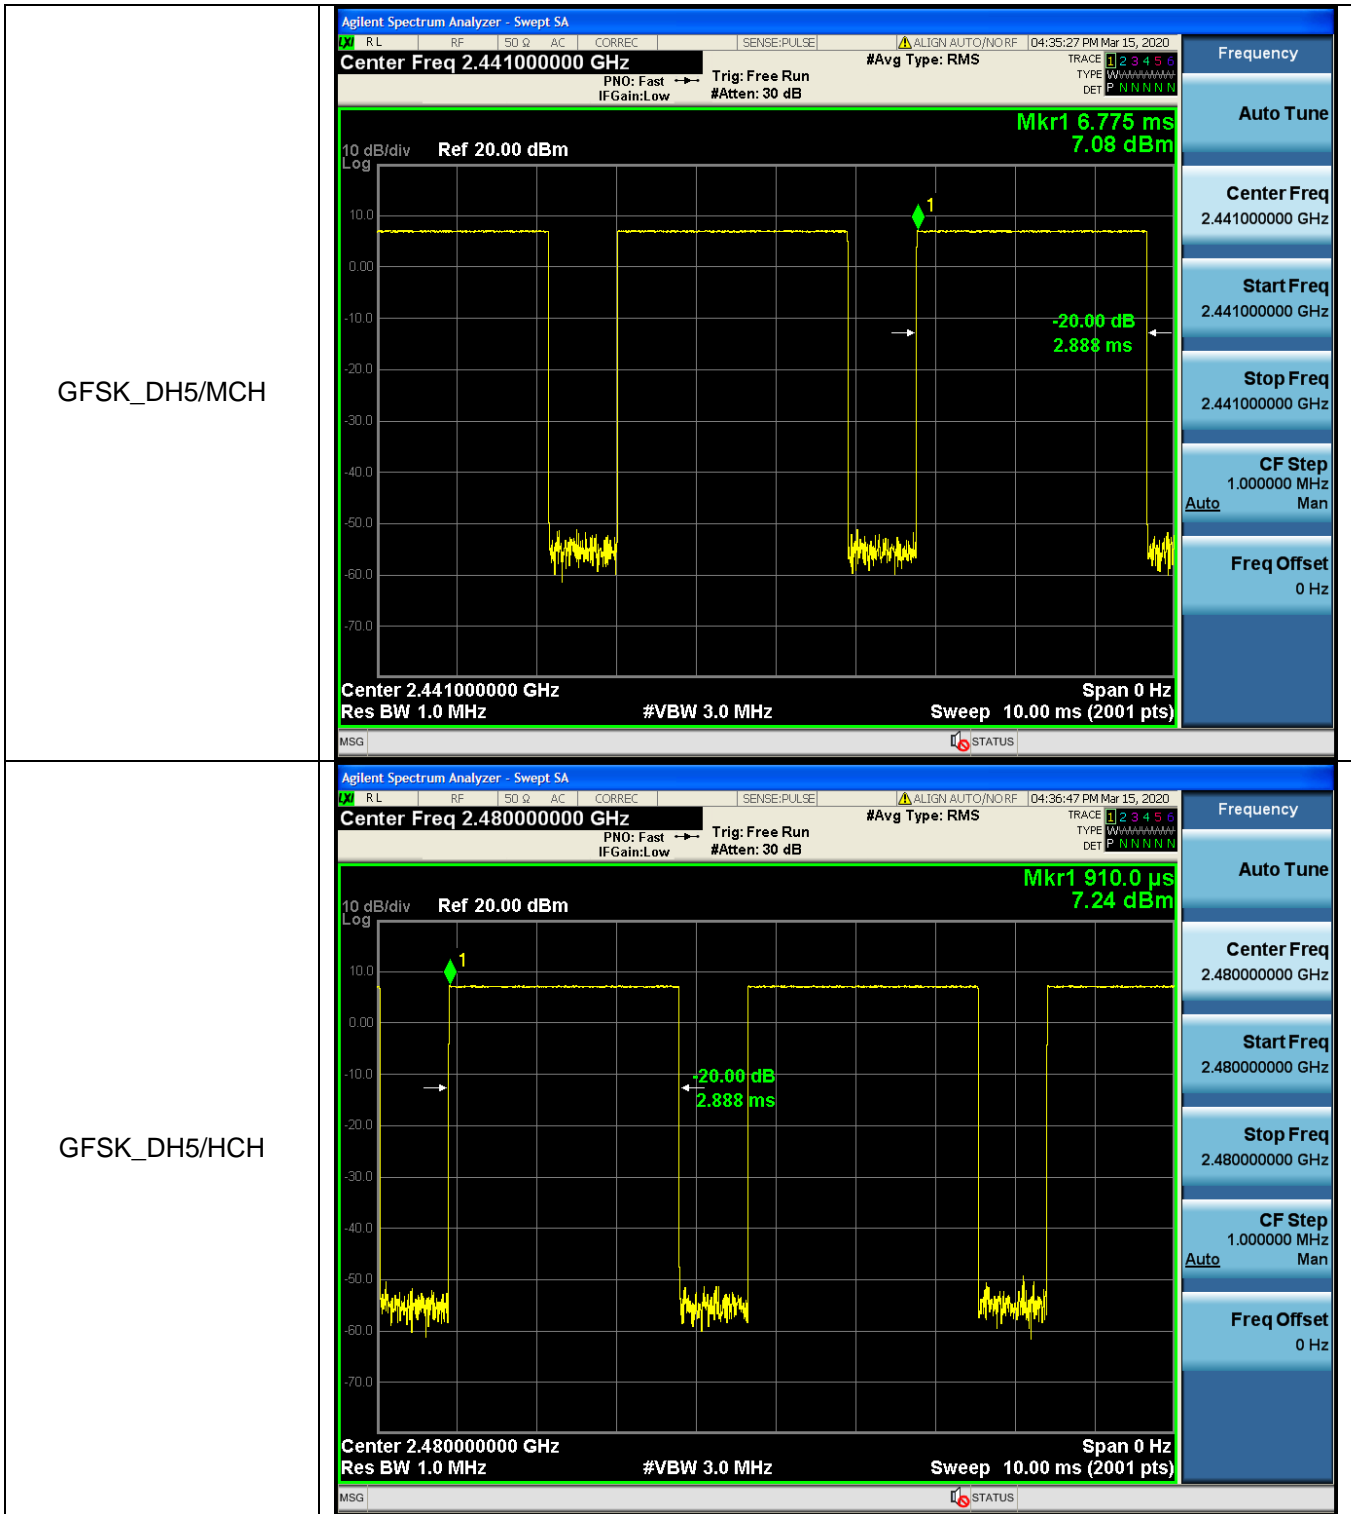 GFSK_DH5/MCH
Agilent Spectrum Analyzer - Swept SA
LXI RL RF 50 Ω AC CORREC SENSE:PULSE ALIGN AUTO/NO RF 04:35:27 PM Mar 15, 2020
Center Freq 2.441000000 GHz
PNO: Fast
IFGain:Low
Trig: Free Run
#Atten: 30 dB
#Avg Type: RMS
TRACE 1 2 3 4 5 6
TYPE
DET P N N N N N
Mkr1 6.775 ms
7.08 dBm
10 dB/div
Log
Ref 20.00 dBm
1
10.0
0.00
-10.0
-20.0
-30.0
-40.0
-50.0
-60.0
-70.0
-20.00 dB
2.888 ms
Center 2.441000000 GHz
Span 0 Hz
Res BW 1.0 MHz
#VBW 3.0 MHz
Sweep 10.00 ms (2001 pts)
MSG
STATUS
Frequency
Auto Tune
Center Freq
2.441000000 GHz
Start Freq
2.441000000 GHz
Stop Freq
2.441000000 GHz
CF Step
1.000000 MHz
Auto Man
Freq Offset
0 Hz
GFSK_DH5/HCH
Agilent Spectrum Analyzer - Swept SA
LXI RL RF 50 Ω AC CORREC SENSE:PULSE ALIGN AUTO/NO RF 04:36:47 PM Mar 15, 2020
Center Freq 2.480000000 GHz
PNO: Fast
IFGain:Low
Trig: Free Run
#Atten: 30 dB
#Avg Type: RMS
TRACE 1 2 3 4 5 6
TYPE
DET P N N N N N
Mkr1 910.0 µs
7.24 dBm
10 dB/div
Log
Ref 20.00 dBm
1
10.0
0.00
-10.0
-20.0
-30.0
-40.0
-50.0
-60.0
-70.0
-20.00 dB
2.888 ms
Center 2.480000000 GHz
Span 0 Hz
Res BW 1.0 MHz
#VBW 3.0 MHz
Sweep 10.00 ms (2001 pts)
MSG
STATUS
Frequency
Auto Tune
Center Freq
2.480000000 GHz
Start Freq
2.480000000 GHz
Stop Freq
2.480000000 GHz
CF Step
1.000000 MHz
Auto Man
Freq Offset
0 Hz